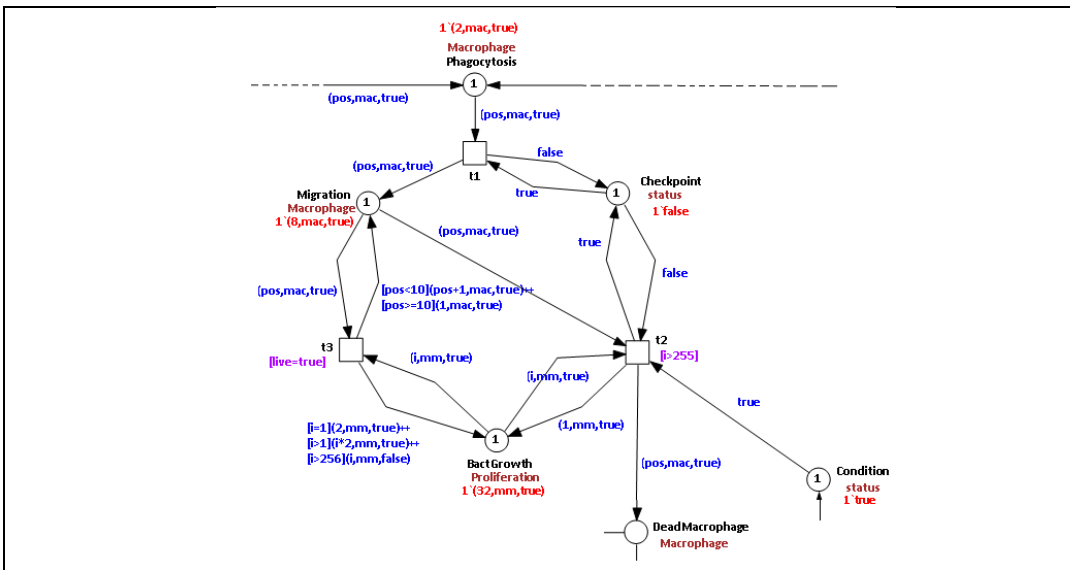 1`(2,mac,true)
Macrophage
Phagocytosis
1
(pos,mac,true)
(pos,mac,true)
(pos,mac,true)
false
t1
true
Migration
Macrophage
1`(8,mac,true)
1
1
Checkpoint
status
1`false
(pos,mac,true)
true
false
(pos,mac,true)
[pos<10](pos+1,mac,true)++
[pos>=10](1,mac,true)
t3
[live=true]
t2
[i>255]
(i,mm,true)
(i,mm,true)
true
[i=1](2,mm,true)++
[i>1](i*2,mm,true)++
[i>256](i,mm,false)
(1,mm,true)
1
BactGrowth
Proliferation
1`(32,mm,true)
(pos,mac,true)
1
Condition
status
1`true
DeadMacrophage
Macrophage